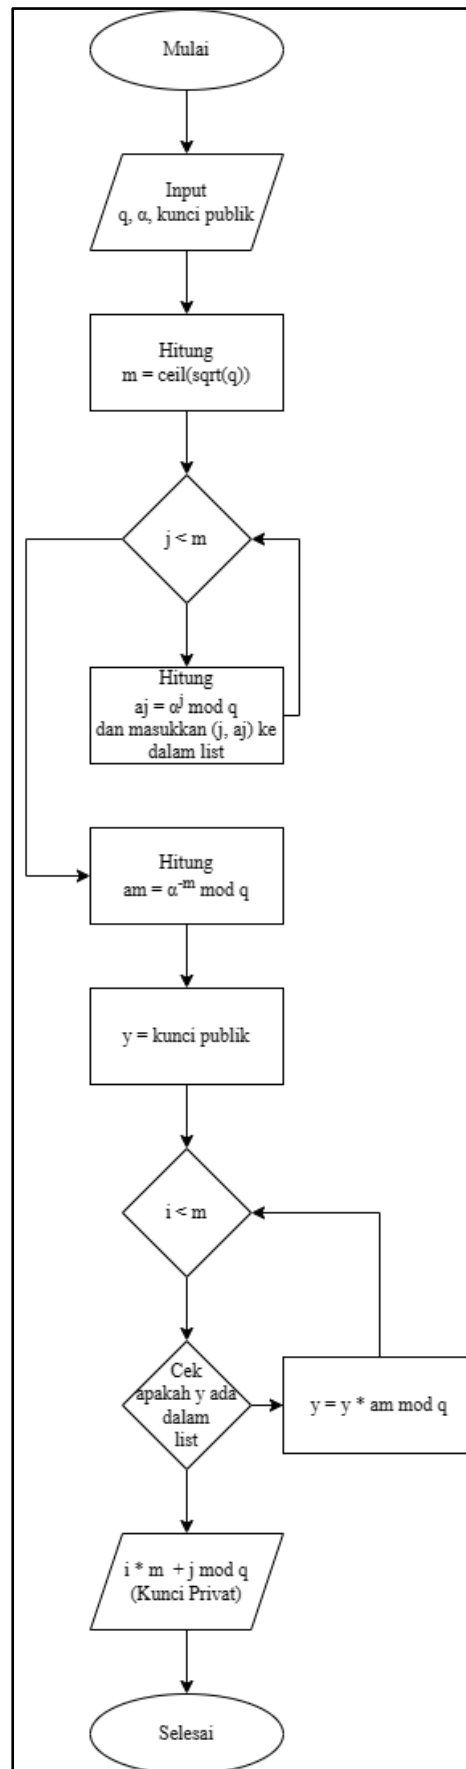 Mulai
Input
q, α, kunci publik
Hitung
m = ceil(sqrt(q))
j < m
Hitung
aj = α^j mod q
dan masukkan (j, aj) ke
dalam list
Hitung
am = α^-m mod q
y = kunci publik
i < m
Cek
apakah y ada
dalam
list
y = y * am mod q
i * m + j mod q
(Kunci Privat)
Selesai